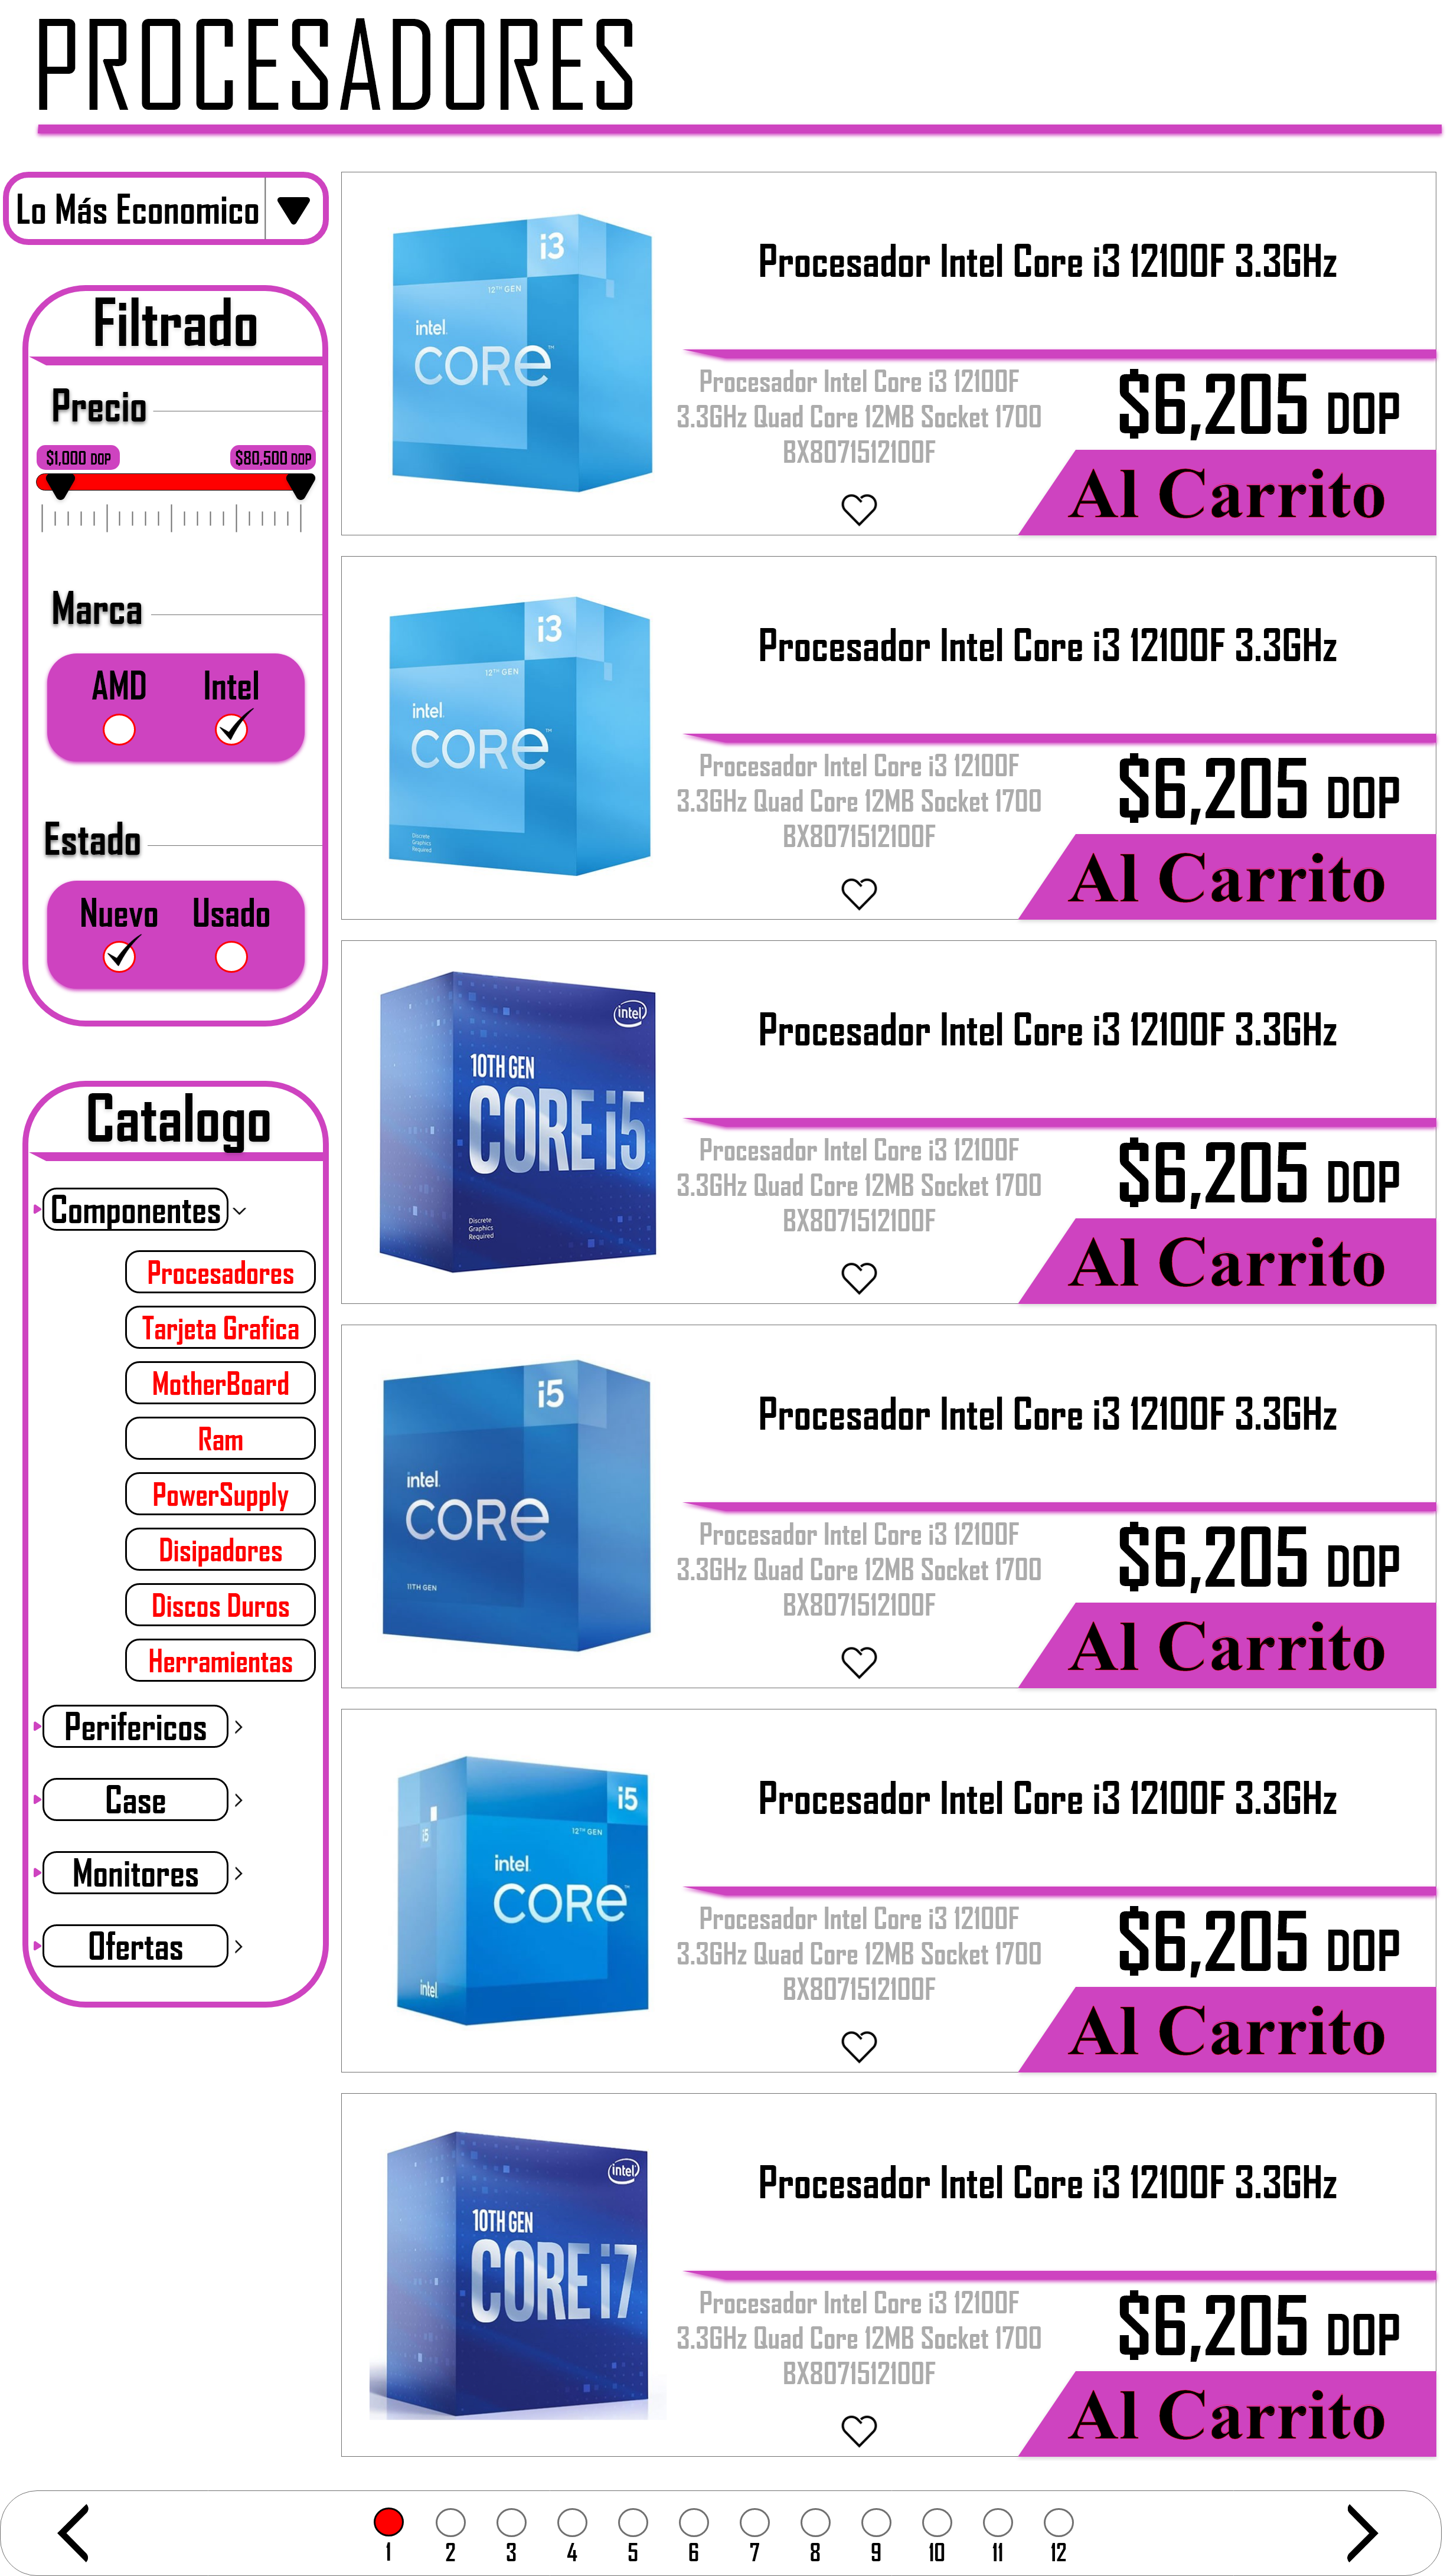 PROCESADORES
Lo Más Economico
Filtrado
Precio
$1,000 DOP
$80,500 DOP
Marca
AMD
Intel
Estado
Nuevo
Usado
Catalogo
Componentes
Procesadores
Tarjeta Grafica
MotherBoard
Ram
PowerSupply
Disipadores
Discos Duros
Herramientas
Perifericos
Case
Monitores
Ofertas
i3
12TH GEN
intel
CORE™
Procesador Intel Core i3 12100F 3.3GHz
Procesador Intel Core i3 12100F
3.3GHz Quad Core 12MB Socket 1700
BX8071512100F
$6,205 DOP
Al Carrito
i3
12TH GEN
intel
CORE™
Discrete
Graphics
Required
Procesador Intel Core i3 12100F 3.3GHz
Procesador Intel Core i3 12100F
3.3GHz Quad Core 12MB Socket 1700
BX8071512100F
$6,205 DOP
Al Carrito
intel
10TH GEN
CORE i5
Discrete
Graphics
Required
Procesador Intel Core i3 12100F 3.3GHz
Procesador Intel Core i3 12100F
3.3GHz Quad Core 12MB Socket 1700
BX8071512100F
$6,205 DOP
Al Carrito
i5
intel
CORE
11TH GEN
Procesador Intel Core i3 12100F 3.3GHz
Procesador Intel Core i3 12100F
3.3GHz Quad Core 12MB Socket 1700
BX8071512100F
$6,205 DOP
Al Carrito
i5
i5
12TH GEN
intel
CORE™
intel
Procesador Intel Core i3 12100F 3.3GHz
Procesador Intel Core i3 12100F
3.3GHz Quad Core 12MB Socket 1700
BX8071512100F
$6,205 DOP
Al Carrito
intel
10TH GEN
CORE i7
Procesador Intel Core i3 12100F 3.3GHz
Procesador Intel Core i3 12100F
3.3GHz Quad Core 12MB Socket 1700
BX8071512100F
$6,205 DOP
Al Carrito
1 2 3 4 5 6 7 8 9 10 11 12